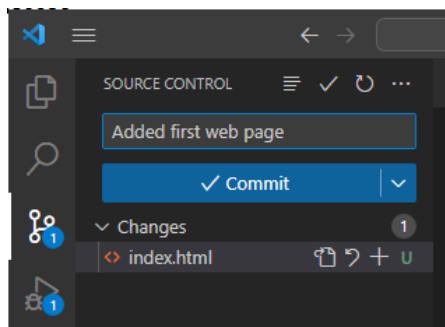 SOURCE CONTROL
Added first web page
Commit
Changes 1
index.html U
1
1